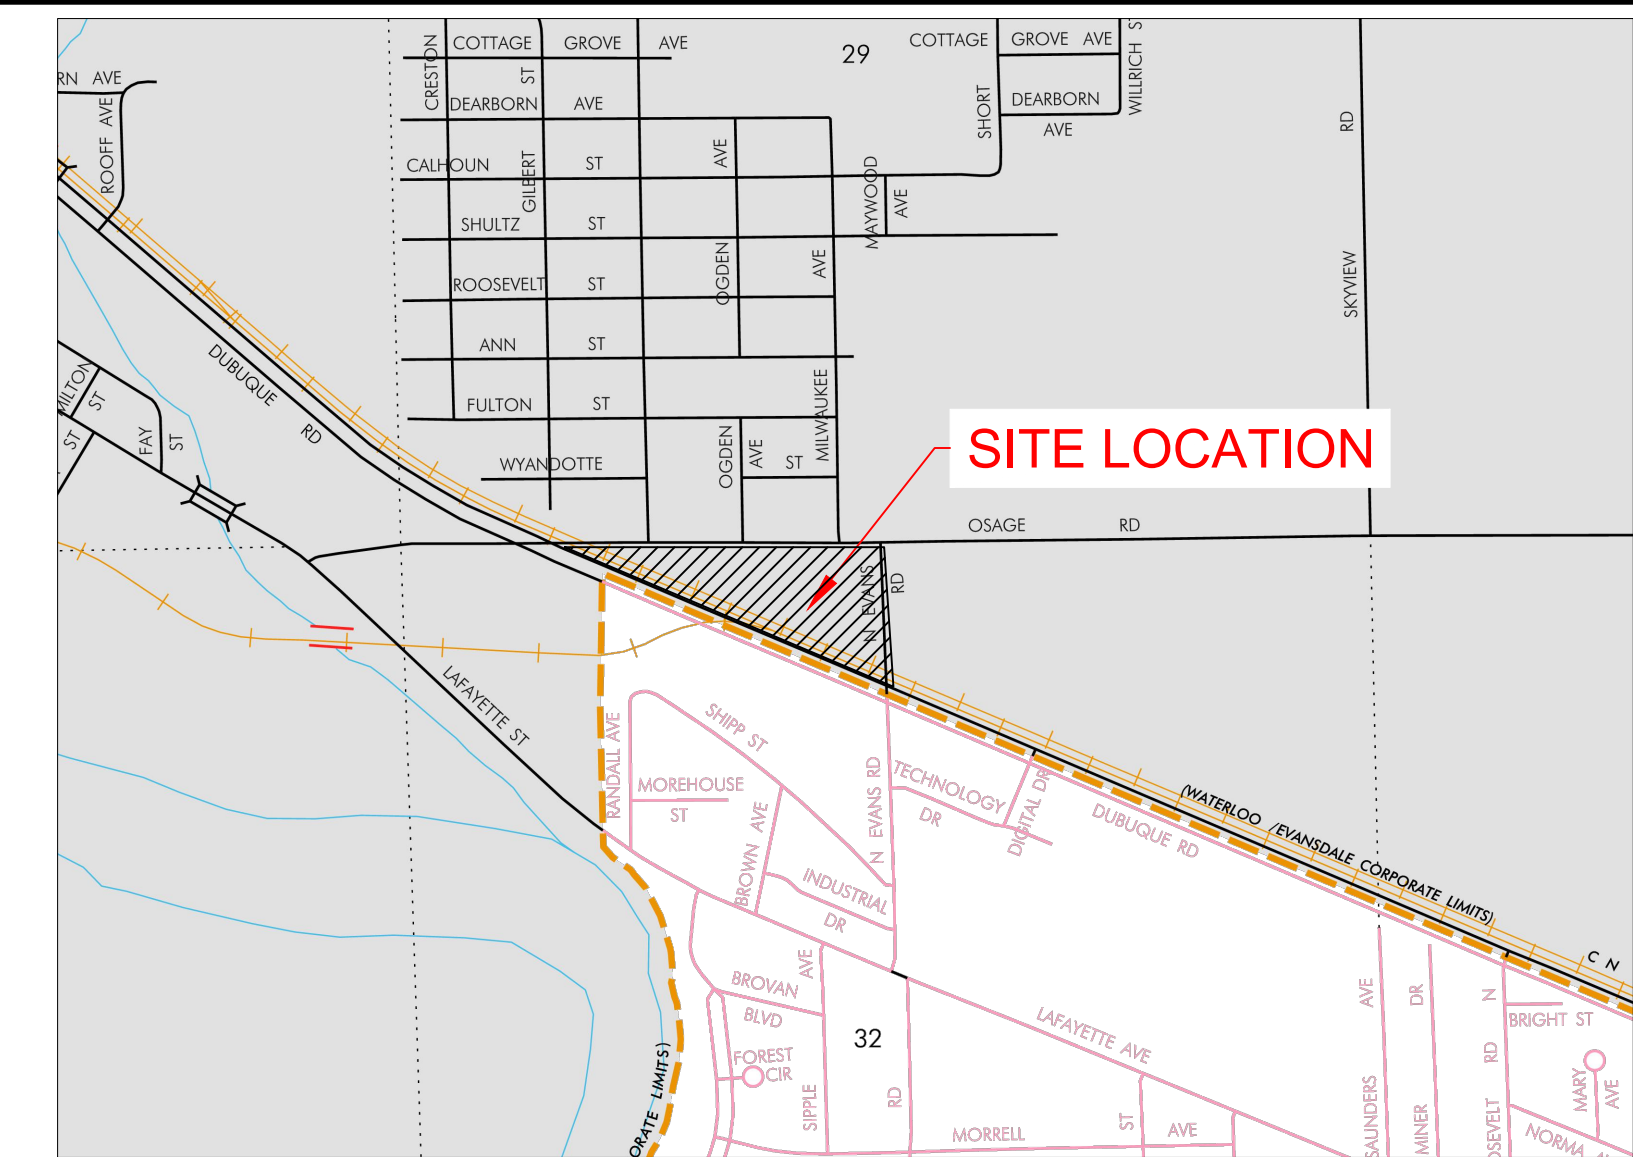 COTTAGE GROVE AVE
29
COTTAGE GROVE AVE
CRESTON
ST
WILLRICH
RN AVE
DEARBORN AVE
SHORT
DEARBORN
AVE
RD
ROOFF AVE
CALHOUN ST
GILBERT
AVE
MAYWOOD
AVE
SHULTZ ST
ROOSEVELT ST
OGDEN
AVE
SKYVIEW
ANN ST
DUBUQUE
RD
MILTON
ST
ST
FAY
ST
FULTON ST
MILWAUKEE
SITE LOCATION
WYANDOTTE
OGDEN
AVE
ST
OSAGE RD
N EVANS
RD
LAFAYETTE ST
RANDALL AVE
SHIPP ST
MOREHOUSE
ST
BROWN AVE
N EVANS RD
TECHNOLOGY
DR
DIGITAL DR
DUBUQUE RD
(WATERLOO /EVANSDALE CORPORATE LIMITS)
C N
INDUSTRIAL
DR
BROVAN
BLVD
AVE
FOREST
CIR
SIPPLE
32
RD
LAFAYETTE AVE
MORRELL
ST
AVE
AVE
SAUNDERS
DR
MINER
N
RD
OSEVELT
BRIGHT ST
MARY
AVE
NORMA
ORATE LIMITS)